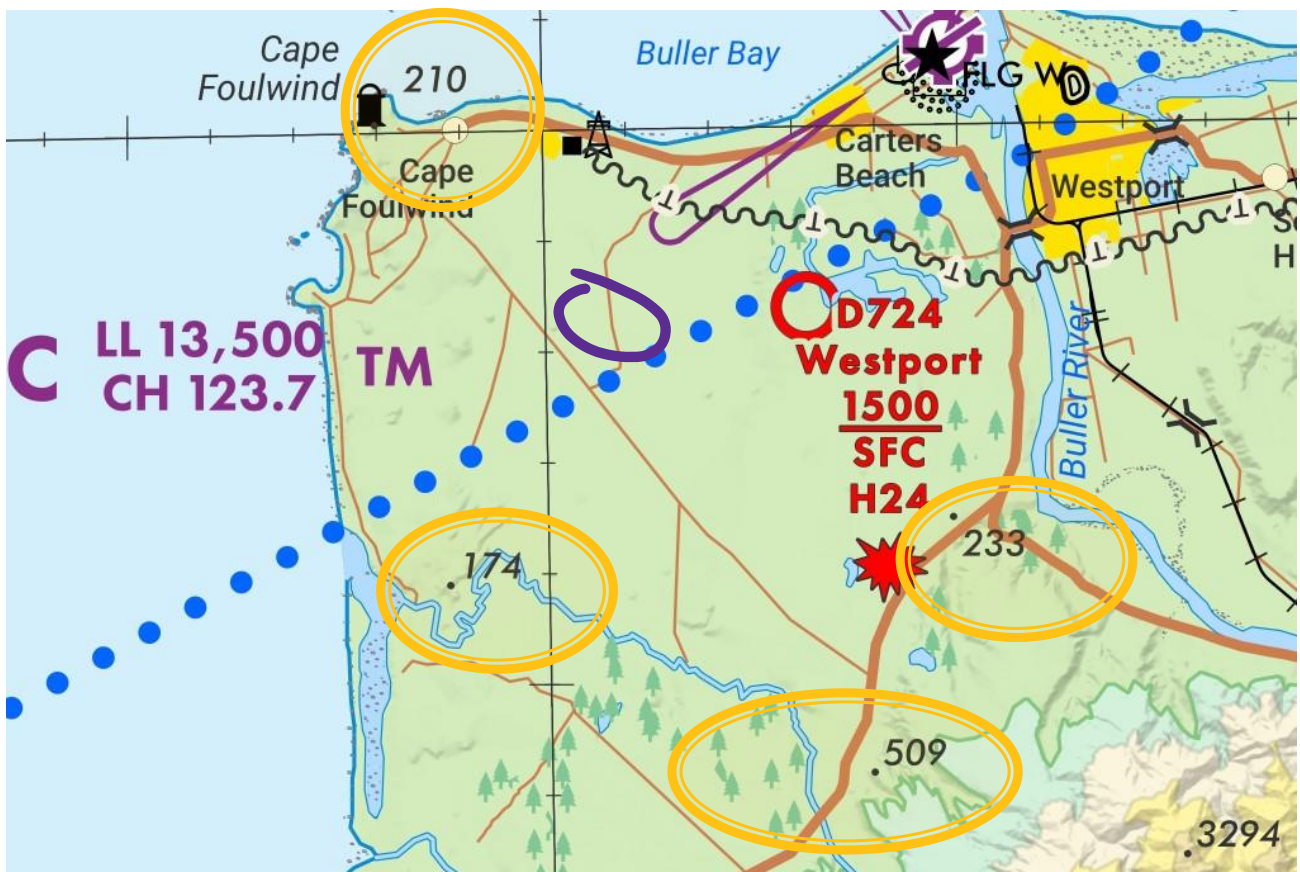 Cape
Foulwind
210
Buller Bay
FLG W
D
Cape
Foulwind
Carters
Beach
Westport
T
T
T
T
T
C
LL 13,500
CH 123.7
TM
D724
Westport
1500
SFC
H24
Buller River
174
233
509
3294